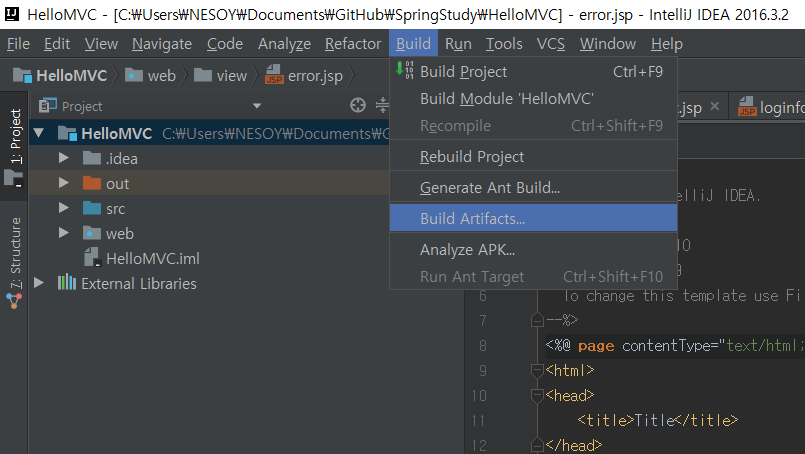 HelloMVC - [C:₩Users₩NESOY₩Documents₩GitHub₩SpringStudy₩HelloMVC] - error.jsp - IntelliJ IDEA 2016.3.2
File Edit View Navigate Code Analyze Refactor Build Run Tools VCS Window Help
HelloMVC web view error.jsp
Project
1: Project
Z: Structure
HelloMVC C:₩Users₩NESOY₩Documents₩G
.idea
out
src
web
HelloMVC.iml
External Libraries
Build Project Ctrl+F9
Build Module 'HelloMVC'
Recompile Ctrl+Shift+F9
Rebuild Project
Generate Ant Build...
Build Artifacts...
Analyze APK...
Run Ant Target Ctrl+Shift+F10
.jsp × loginfo
elliJ IDEA.
10
6 To change this template use Fi
7 --%>
8 <%@ page contentType="text/html;
9 <html>
10 <head>
11 <title>Title</title>
12 </head>